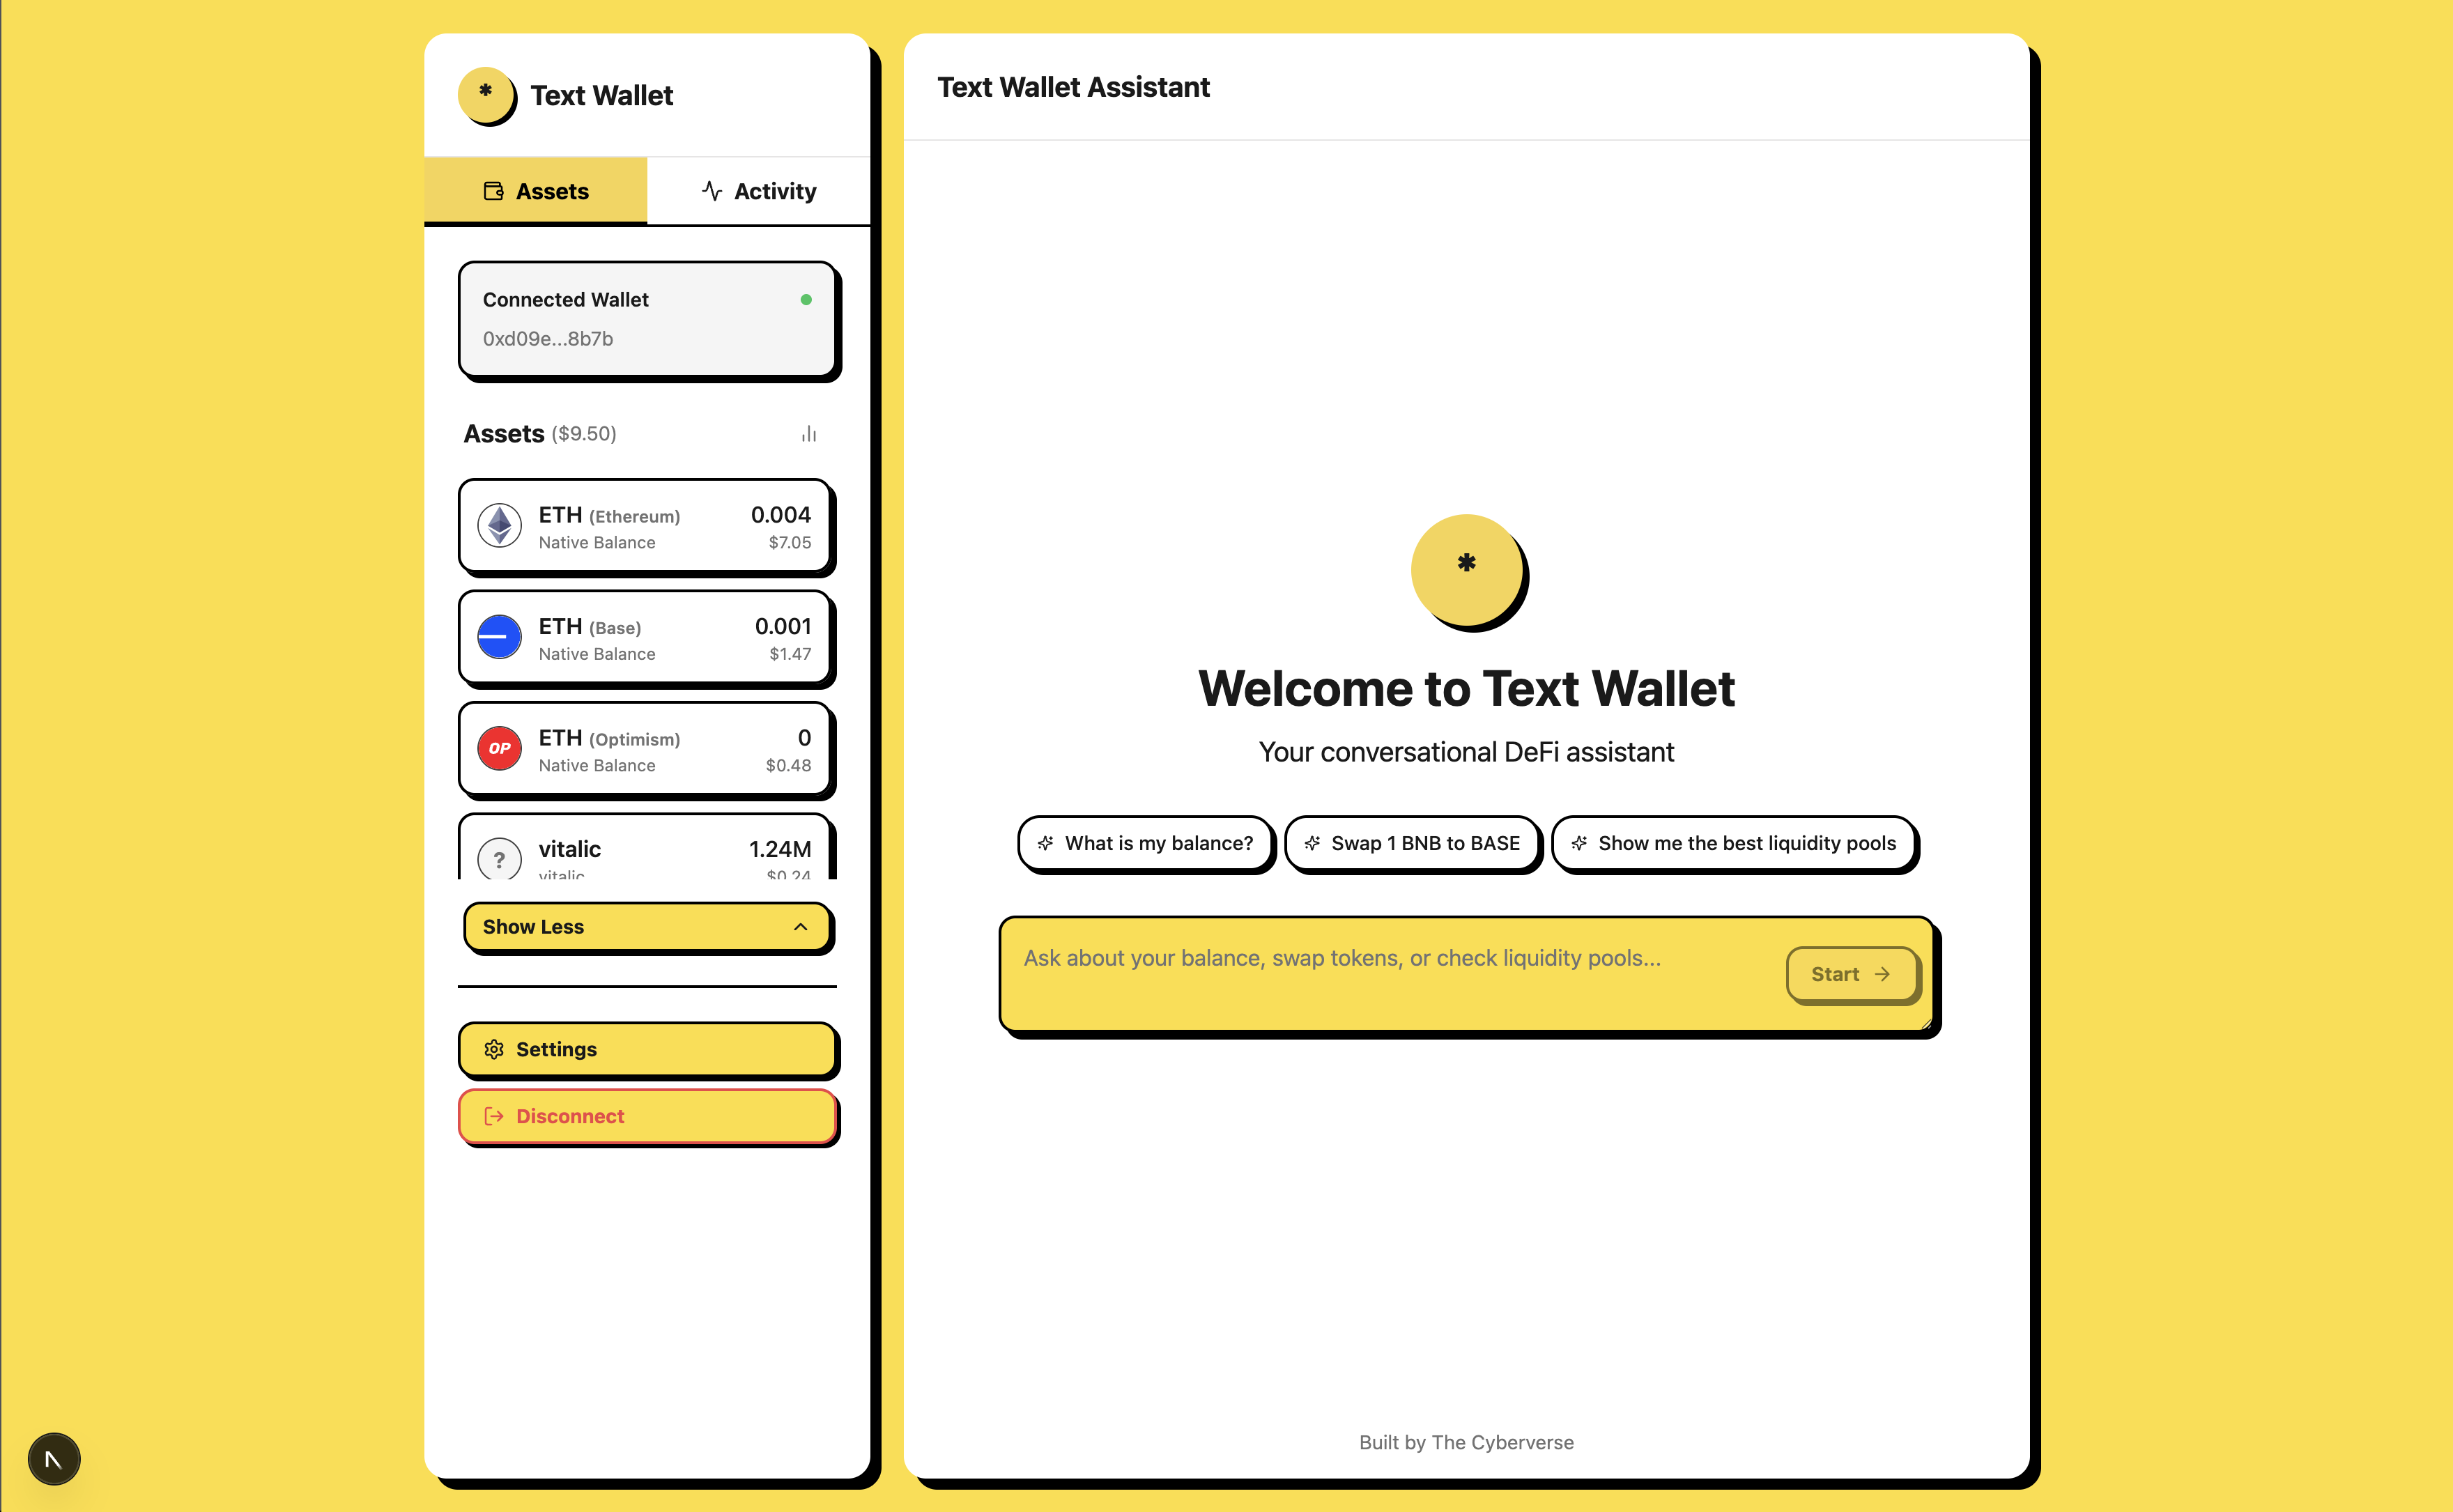 *
Text Wallet
Assets
Activity
Connected Wallet
0xd09e...8b7b
Assets ($9.50)
ETH (Ethereum) 0.004
Native Balance $7.05
ETH (Base) 0.001
Native Balance $1.47
OP
ETH (Optimism) 0
Native Balance $0.48
?
vitalic 1.24M
vitalic $0.24
Show Less
Settings
Disconnect
N
Text Wallet Assistant
*
Welcome to Text Wallet
Your conversational DeFi assistant
What is my balance?
Swap 1 BNB to BASE
Show me the best liquidity pools
Ask about your balance, swap tokens, or check liquidity pools...
Start
Built by The Cyberverse